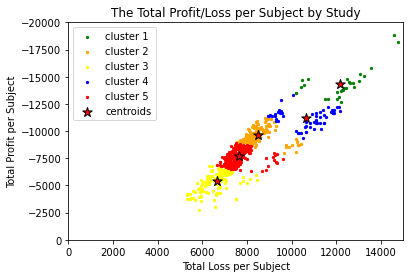 The Total Profit/Loss per Subject by Study
−20000
−17500
−15000
−12500
−10000
−7500
−5000
−2500
0
Total Profit per Subject
cluster 1
cluster 2
cluster 3
cluster 4
cluster 5
centroids
0 2000 4000 6000 8000 10000 12000 14000
Total Loss per Subject